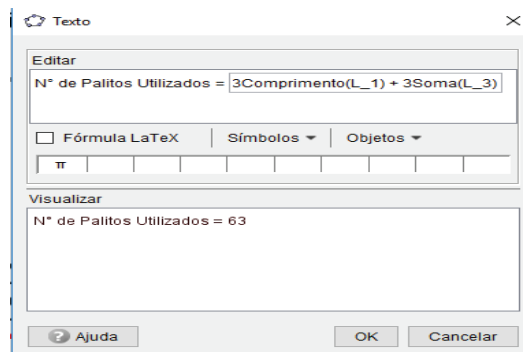 Texto
Editar
N° de Palitos Utilizados = 3Comprimento(L_1) + 3Soma(L_3)
Fórmula LaTeX Símbolos Objetos
π
Visualizar
N° de Palitos Utilizados = 63
? Ajuda OK Cancelar